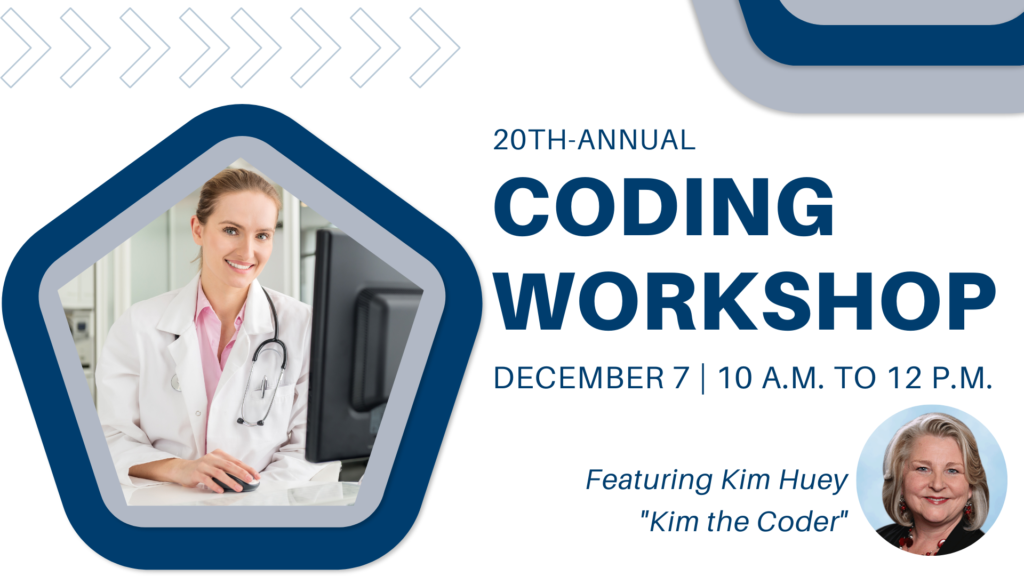 20TH-ANNUAL
CODING
WORKSHOP
DECEMBER 7 | 10 A.M. TO 12 P.M.
Featuring Kim Huey
"Kim the Coder"